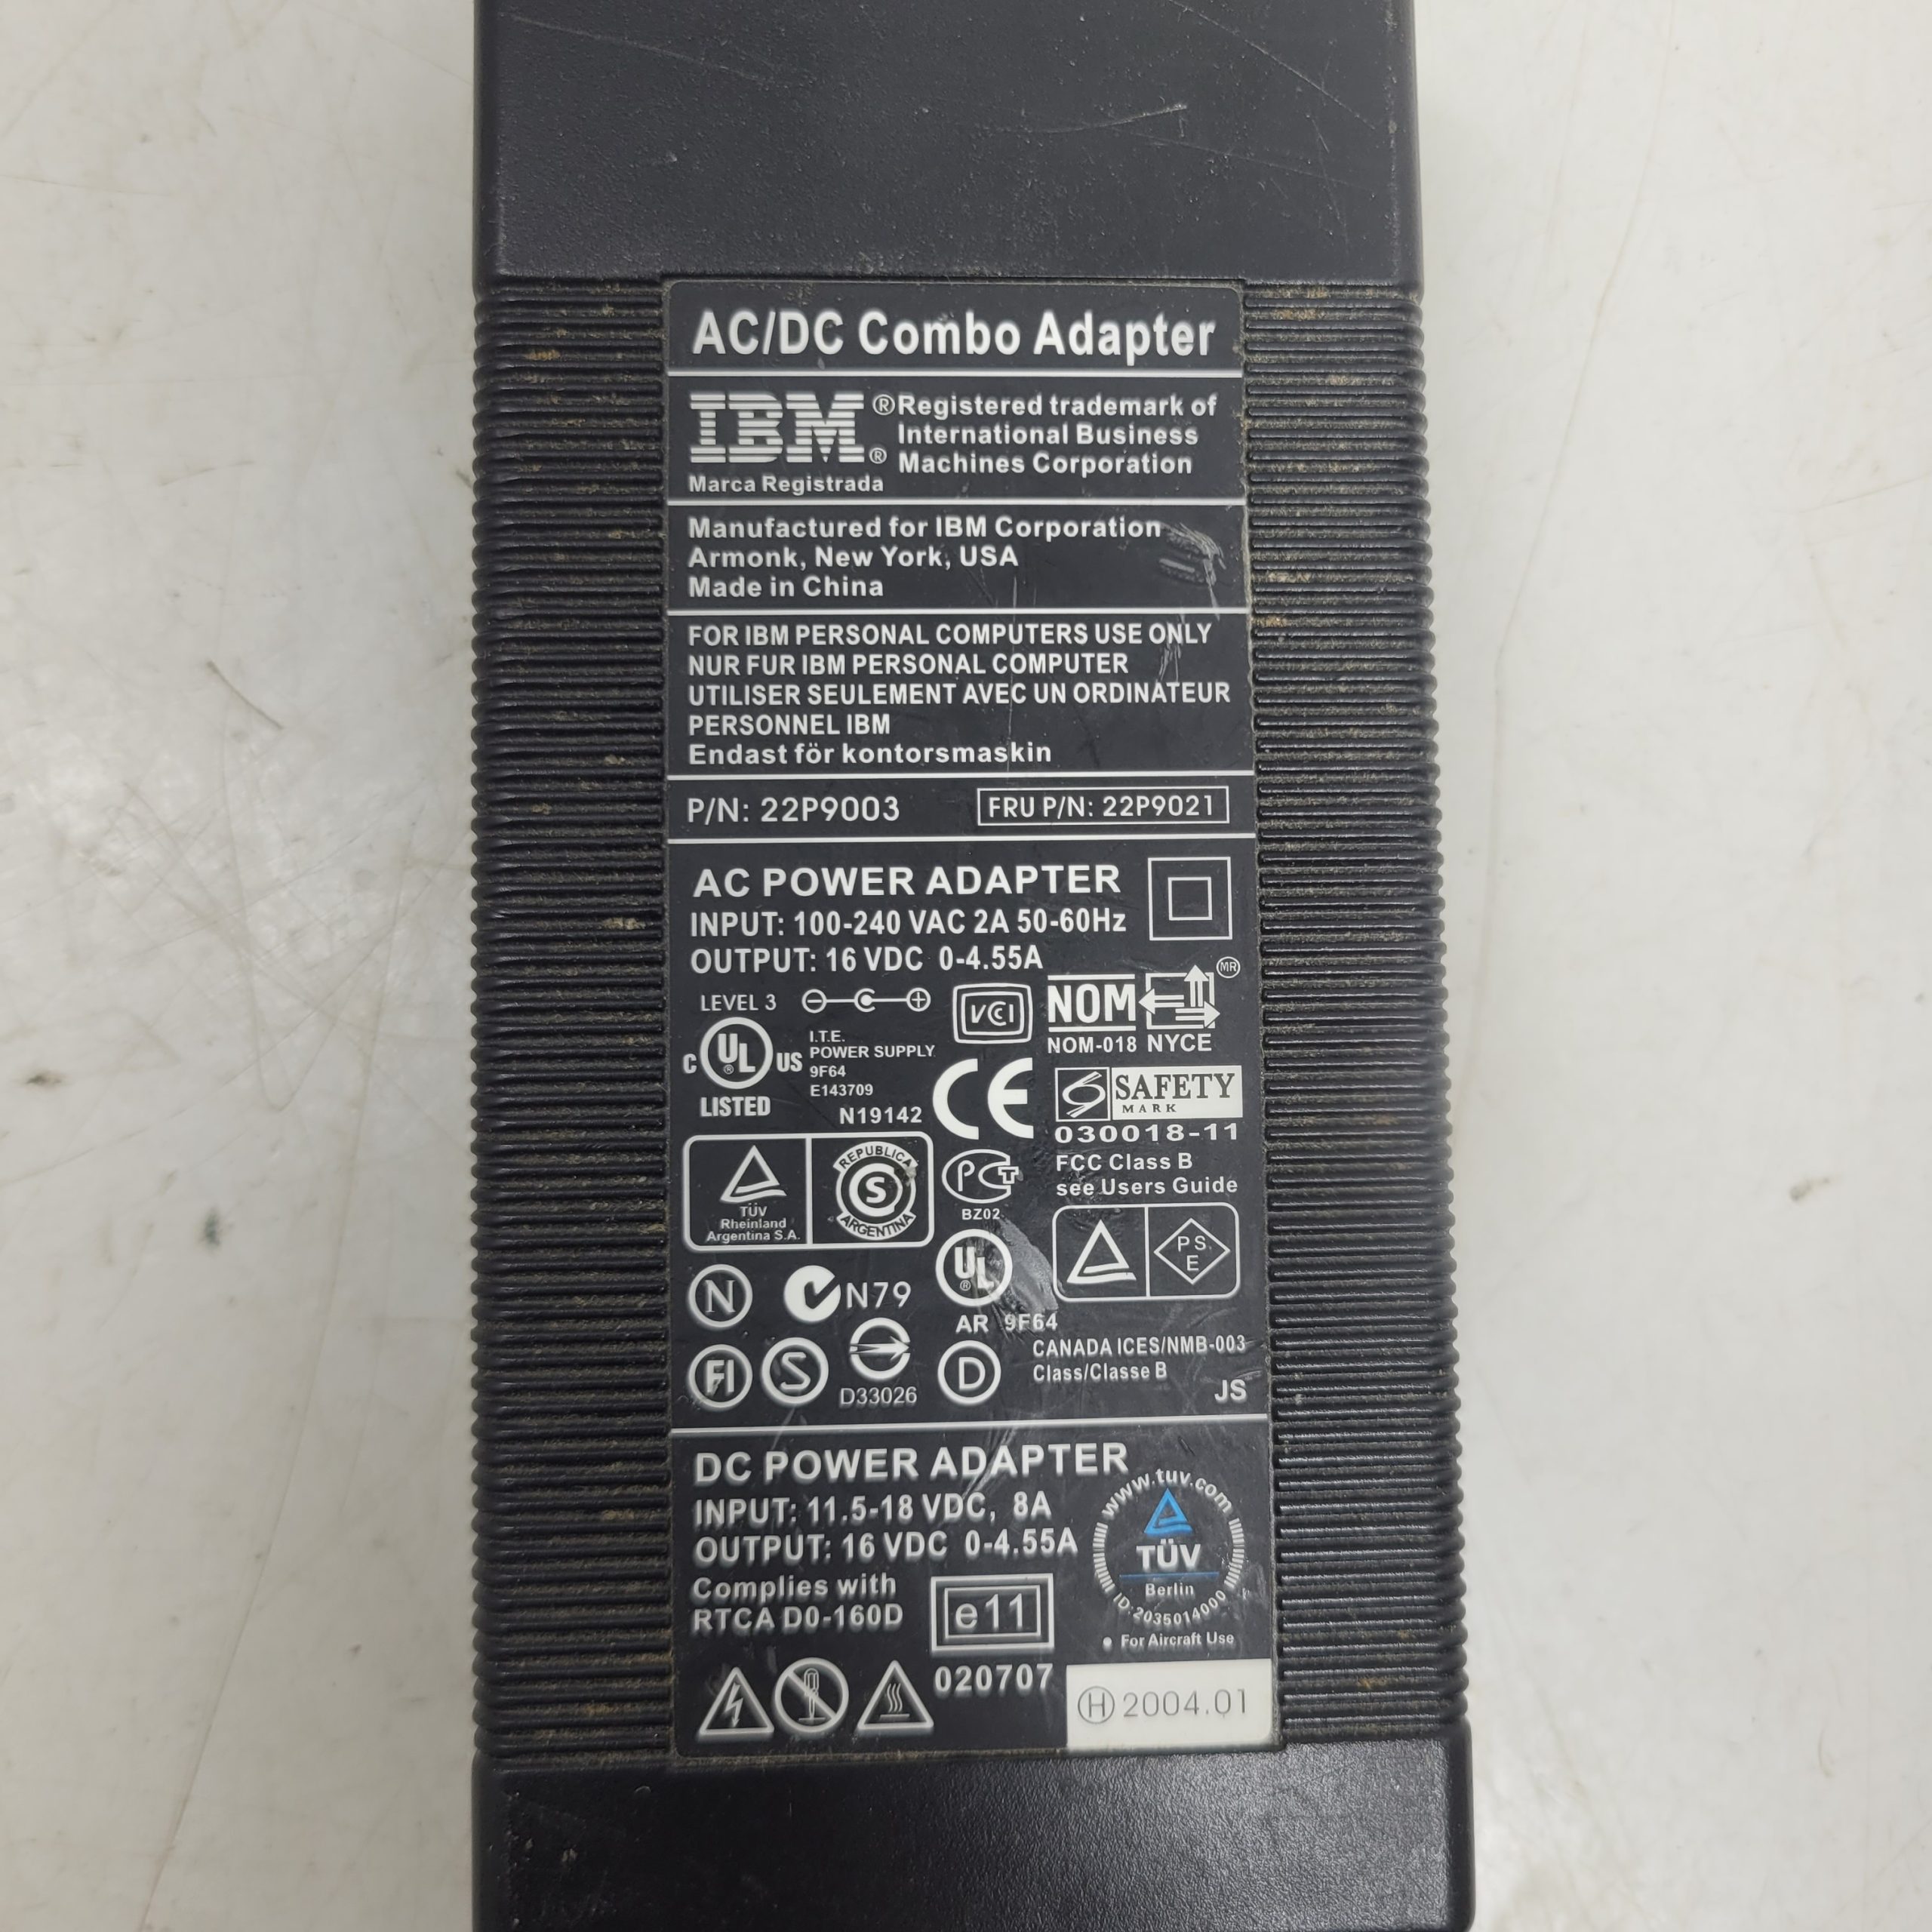 AC/DC Combo Adapter
IBM® ®Registered trademark of
International Business
Machines Corporation
Marca Registrada
Manufactured for IBM Corporation
Armonk, New York, USA
Made in China
FOR IBM PERSONAL COMPUTERS USE ONLY
NUR FUR IBM PERSONAL COMPUTER
UTILISER SEULEMENT AVEC UN ORDINATEUR
PERSONNEL IBM
Endast för kontorsmaskin
P/N: 22P9003 FRU P/N: 22P9021
AC POWER ADAPTER
INPUT: 100-240 VAC 2A 50-60Hz
OUTPUT: 16 VDC 0-4.55A
LEVEL 3
VCI
NOM
MR
NOM-018 NYCE
C UL® US
LISTED
I.T.E.
POWER SUPPLY
9F64
E143709
N19142
CE
SAFETY
MARK
030018-11
FCC Class B
see Users Guide
TÜV
Rheinland
Argentina S.A.
REPUBLICA
S
ARGENTINA
PCT
BZ02
UL®
AR 9F64
PS
E
N
N79
FI
S
D33026
D
CANADA ICES/NMB-003
Class/Classe B
JS
DC POWER ADAPTER
INPUT: 11.5-18 VDC, 8A
OUTPUT: 16 VDC 0-4.55A
Complies with
RTCA D0-160D
e11
020707
www.tuv.com
TÜV
Berlin
ID:2035014000
• For Aircraft Use
H 2004.01